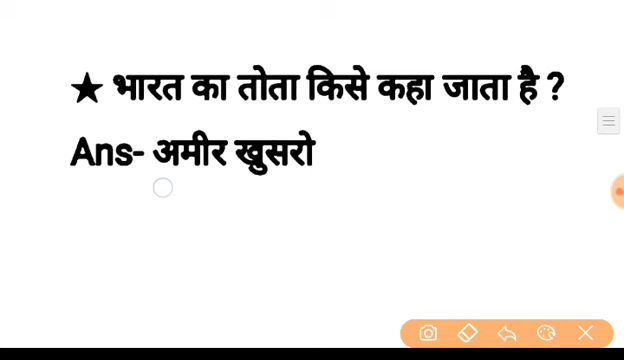 ★ भारत का तोता किसे कहा जाता है ?
Ans- अमीर खुसरो